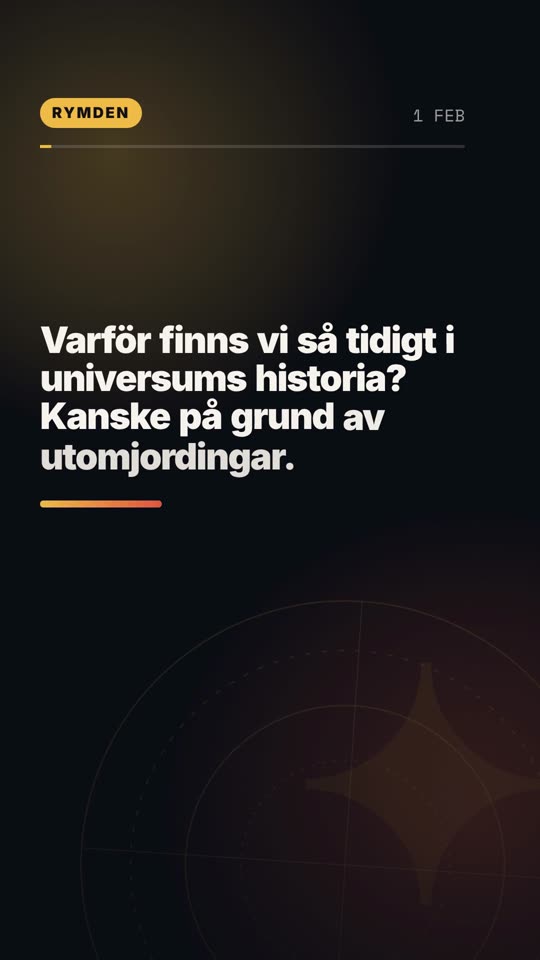 RYMDEN
1 FEB
Varför finns vi så tidigt i
universums historia?
Kanske på grund av
utomjordingar.